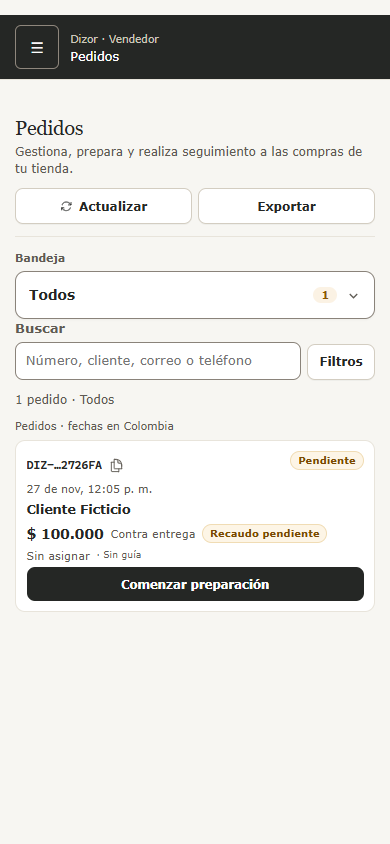 ☰
Dizor · Vendedor
Pedidos
Pedidos
Gestiona, prepara y realiza seguimiento a las compras de
tu tienda.
Actualizar
Exportar
Bandeja
Todos 1
Buscar
Número, cliente, correo o teléfono
Filtros
1 pedido · Todos
Pedidos · fechas en Colombia
DIZ-…2726FA
Pendiente
27 de nov, 12:05 p. m.
Cliente Ficticio
$ 100.000 Contra entrega Recaudo pendiente
Sin asignar · Sin guía
Comenzar preparación